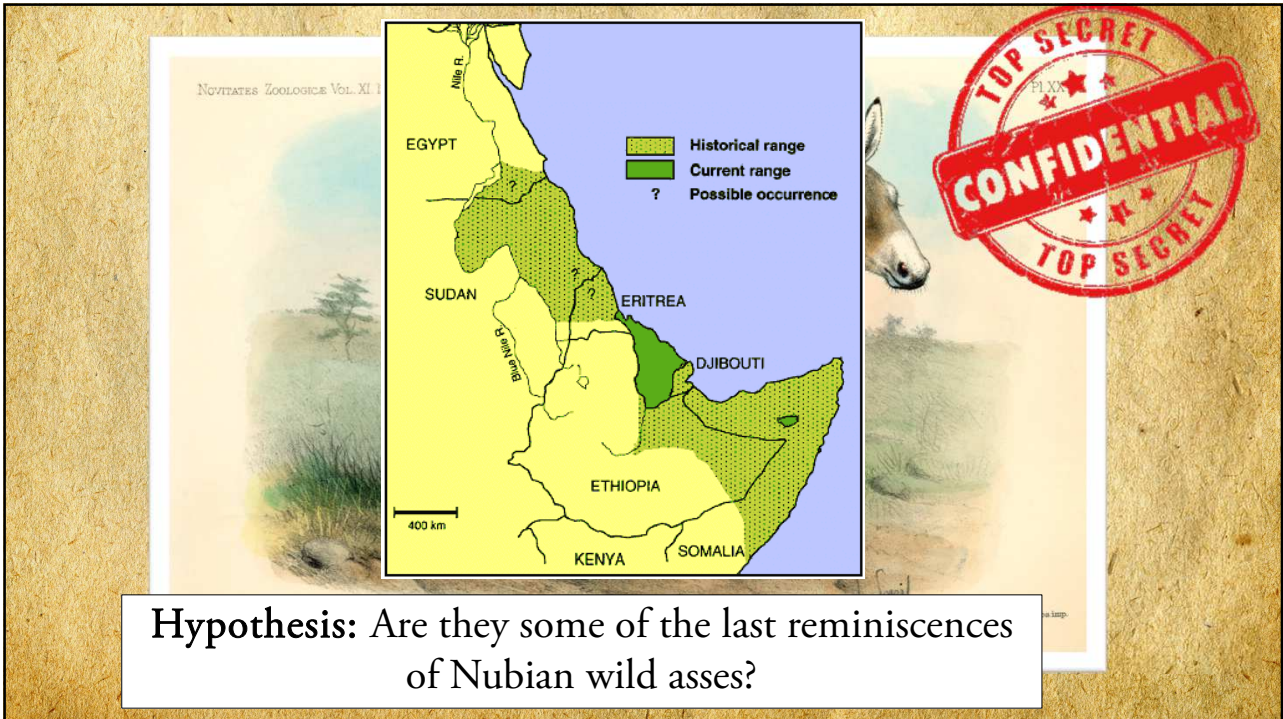 NOVITATES ZOOLOGICÆ VOL. XI.
Pl. XX
TOP SECRET
CONFIDENTIAL
TOP SECRET
Nile R.
EGYPT
Historical range
Current range
? Possible occurrence
?
?
?
SUDAN
ERITREA
Blue Nile R.
DJIBOUTI
ETHIOPIA
400 km
KENYA
SOMALIA
imp.
Hypothesis: Are they some of the last reminiscences
of Nubian wild asses?